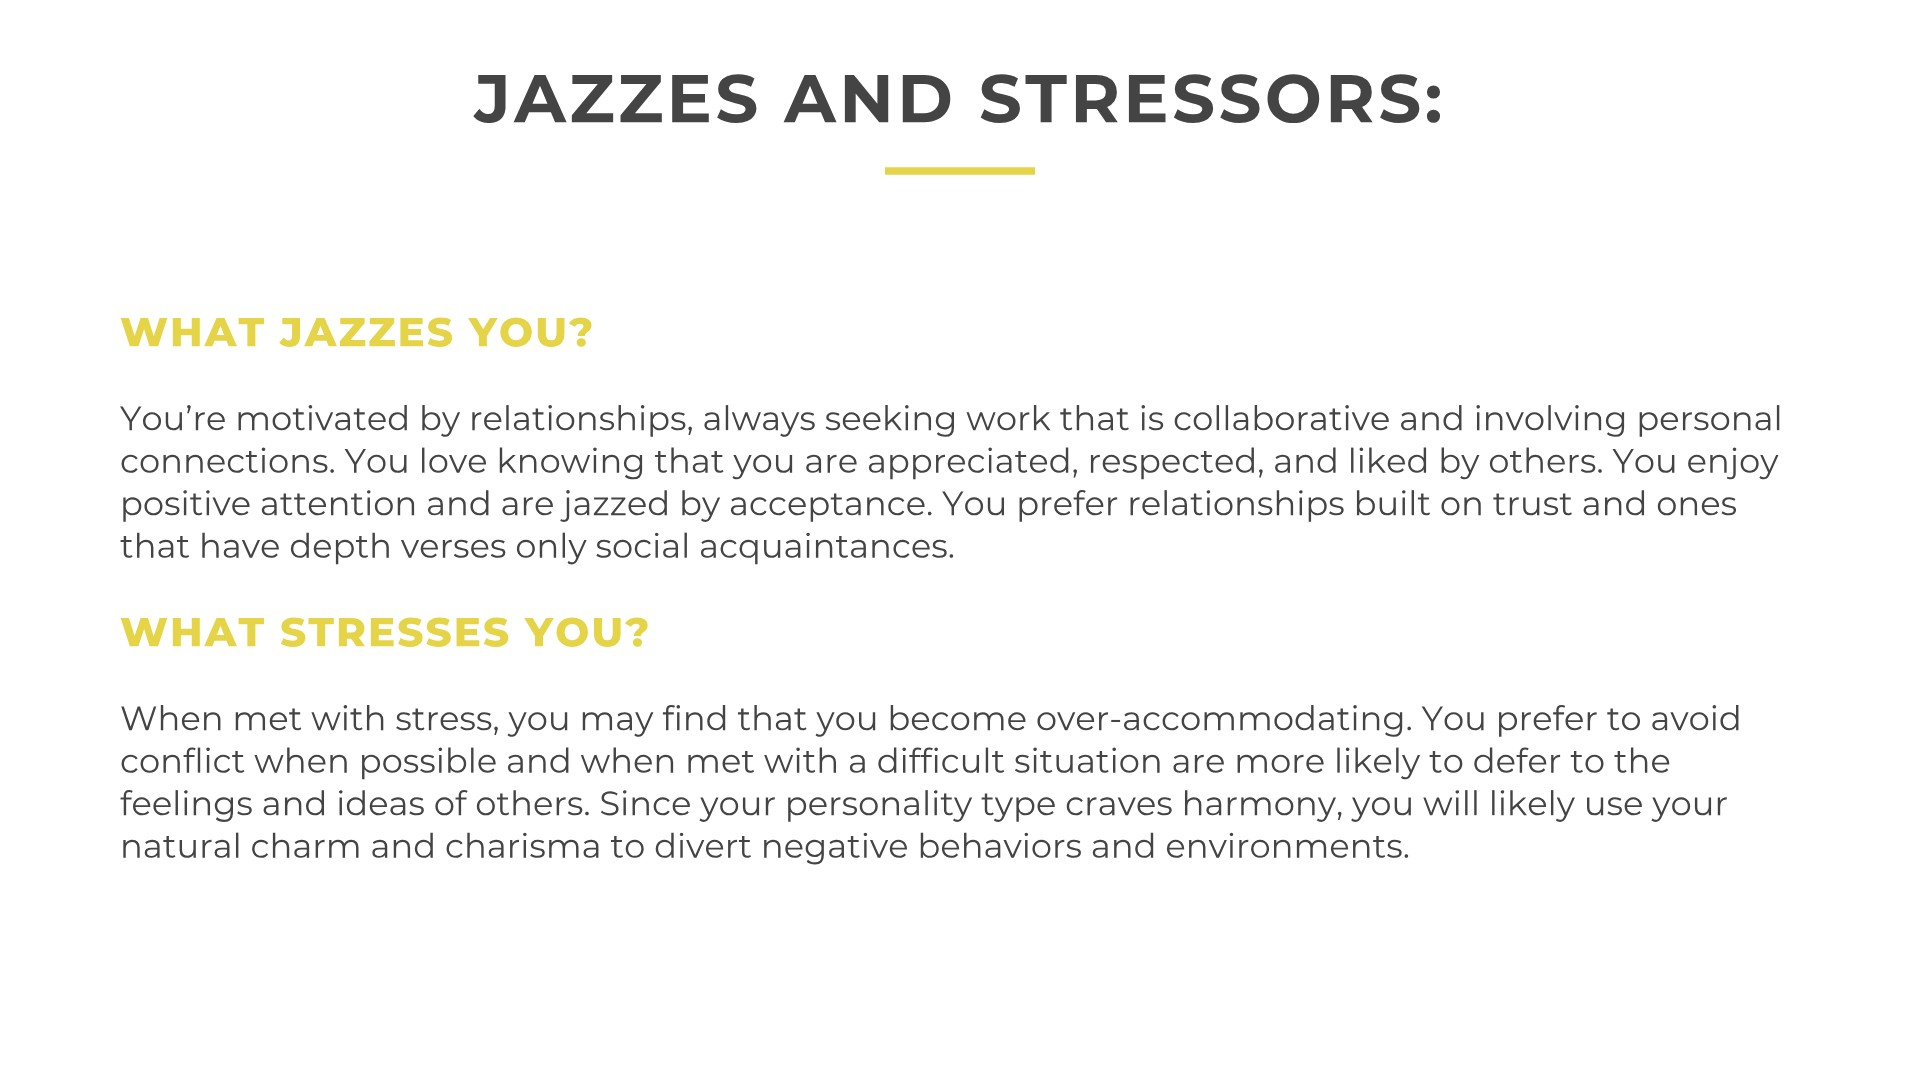 JAZZES AND STRESSORS:
WHAT JAZZES YOU?
You’re motivated by relationships, always seeking work that is collaborative and involving personal
connections. You love knowing that you are appreciated, respected, and liked by others. You enjoy
positive attention and are jazzed by acceptance. You prefer relationships built on trust and ones
that have depth verses only social acquaintances.
WHAT STRESSES YOU?
When met with stress, you may find that you become over-accommodating. You prefer to avoid
conflict when possible and when met with a difficult situation are more likely to defer to the
feelings and ideas of others. Since your personality type craves harmony, you will likely use your
natural charm and charisma to divert negative behaviors and environments.